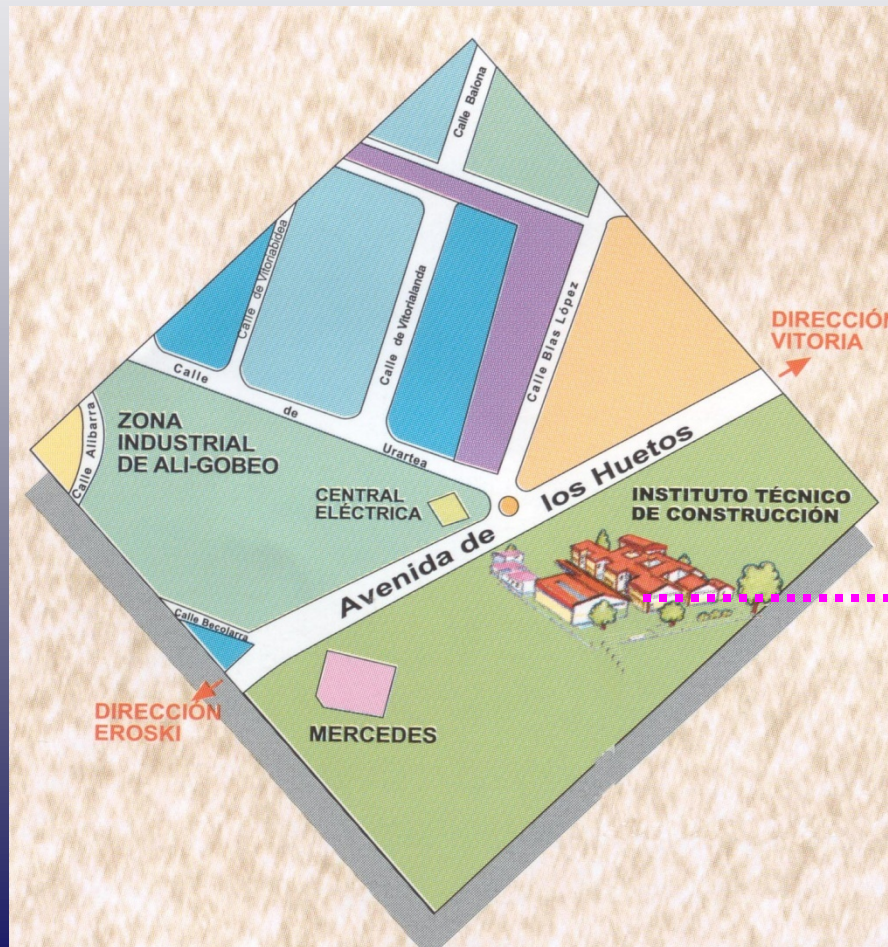 Calle Baiona
DIRECCIÓN
VITORIA
Calle de Vitoriabidea
Calle de Vitorialanda
Calle Blas López
Calle de Urartea
Calle Alibarra
ZONA
INDUSTRIAL
DE ALI-GOBEO
CENTRAL
ELÉCTRICA
Avenida de los Huetos
INSTITUTO TÉCNICO
DE CONSTRUCCIÓN
Calle Becolarra
DIRECCIÓN
EROSKI
MERCEDES